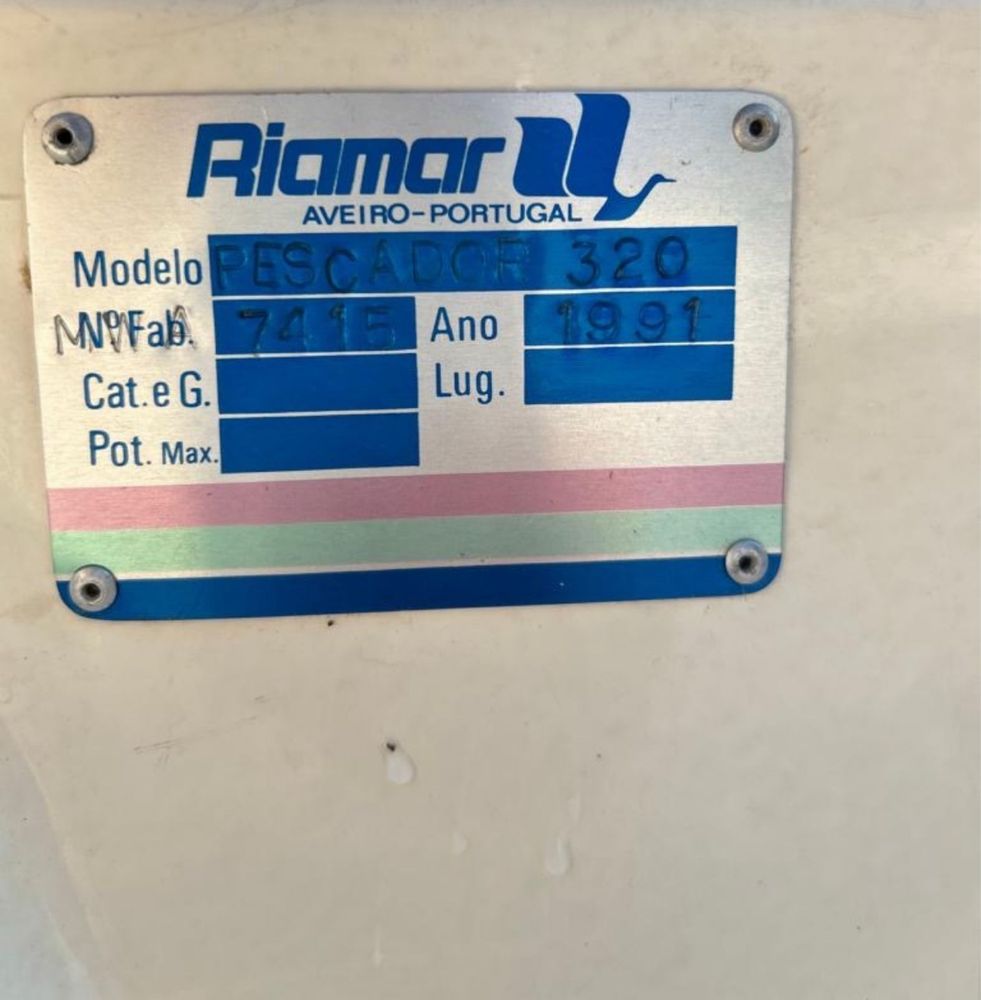 Riamar
AVEIRO-PORTUGAL
Modelo PESCADOR 320
Nº Fab. 7415 Ano 1991
Cat. e G. Lug.
Pot. Max.